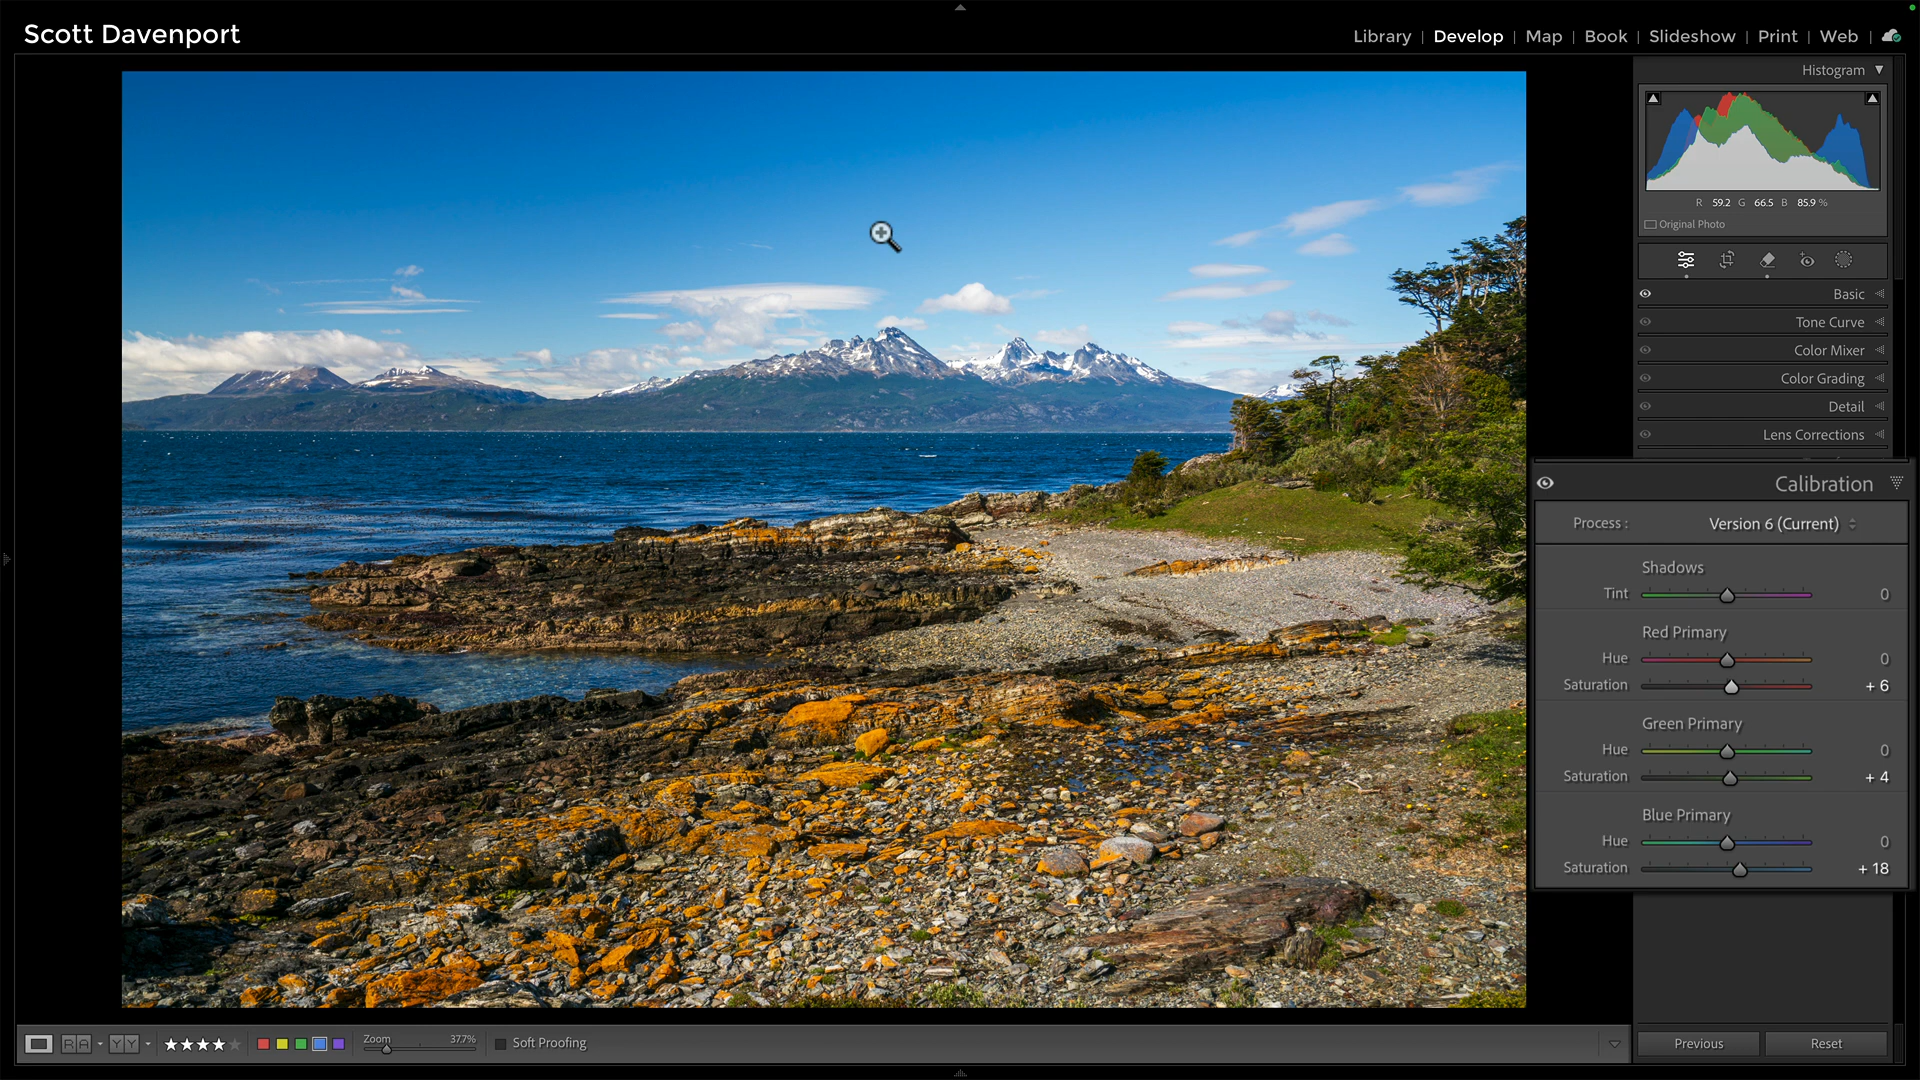 Scott Davenport
Library | Develop | Map | Book | Slideshow | Print | Web |
Histogram
R 59.2 G 66.5 B 85.9 %
Original Photo
Basic
Tone Curve
Color Mixer
Color Grading
Detail
Lens Corrections
Calibration
Process : Version 6 (Current)
Shadows
Tint 0
Red Primary
Hue 0
Saturation + 6
Green Primary
Hue 0
Saturation + 4
Blue Primary
Hue 0
Saturation + 18
R A Y Y Zoom 37.7% Soft Proofing
Previous Reset